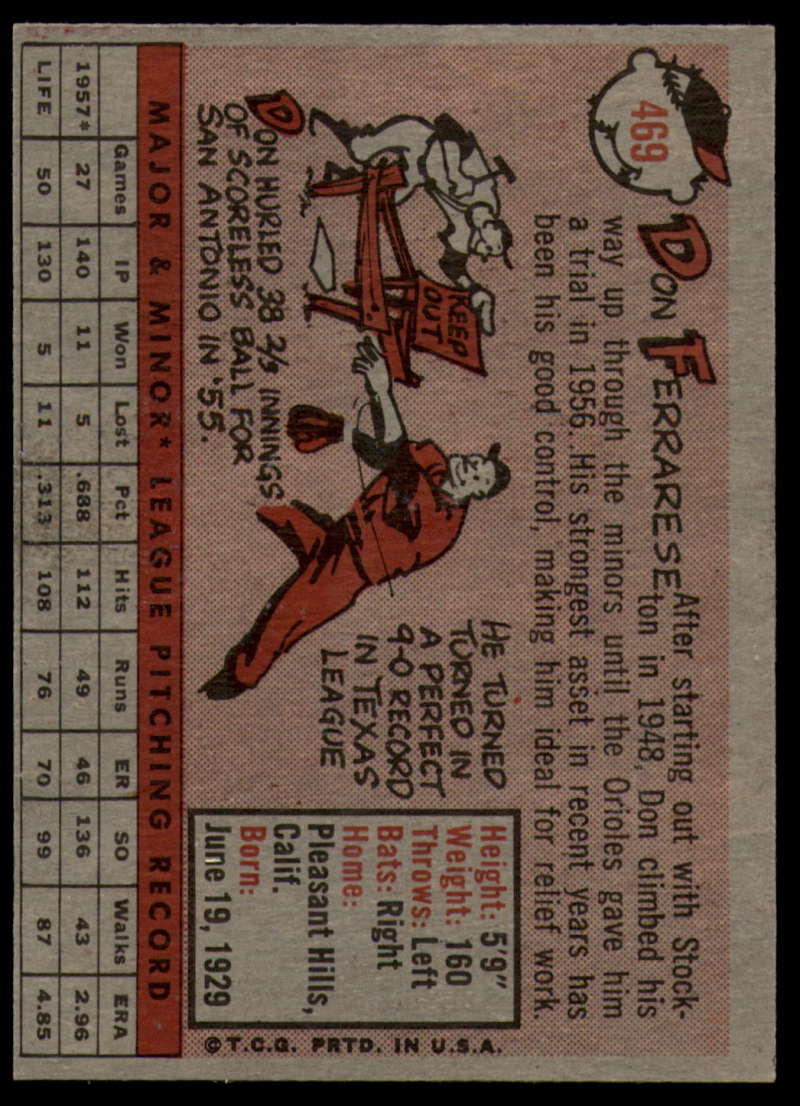 469
DON FERRARESE
After starting out with Stock-
ton in 1948, Don climbed his
way up through the minors until the Orioles gave him
a trial in 1956. His strongest asset in recent years has
been his good control, making him ideal for relief work.
KEEP
OUT
DON HURLED 38 2/3 INNINGS
OF SCORELESS BALL FOR
SAN ANTONIO IN '55.
HE TURNED
TURNED IN
A PERFECT
9-0 RECORD
IN TEXAS
LEAGUE
Height: 5'9"
Weight: 160
Throws: Left
Bats: Right
Home:
Pleasant Hills,
Calif.
Born:
June 19, 1929
© T.C.G. PRTD. IN U.S.A.
MAJOR & MINOR* LEAGUE PITCHING RECORD
Games IP Won Lost Pct Hits Runs ER SO Walks ERA
1957* 27 140 11 5 .688 112 49 46 136 43 2.96
LIFE 50 130 5 11 .313 108 76 70 99 87 4.85